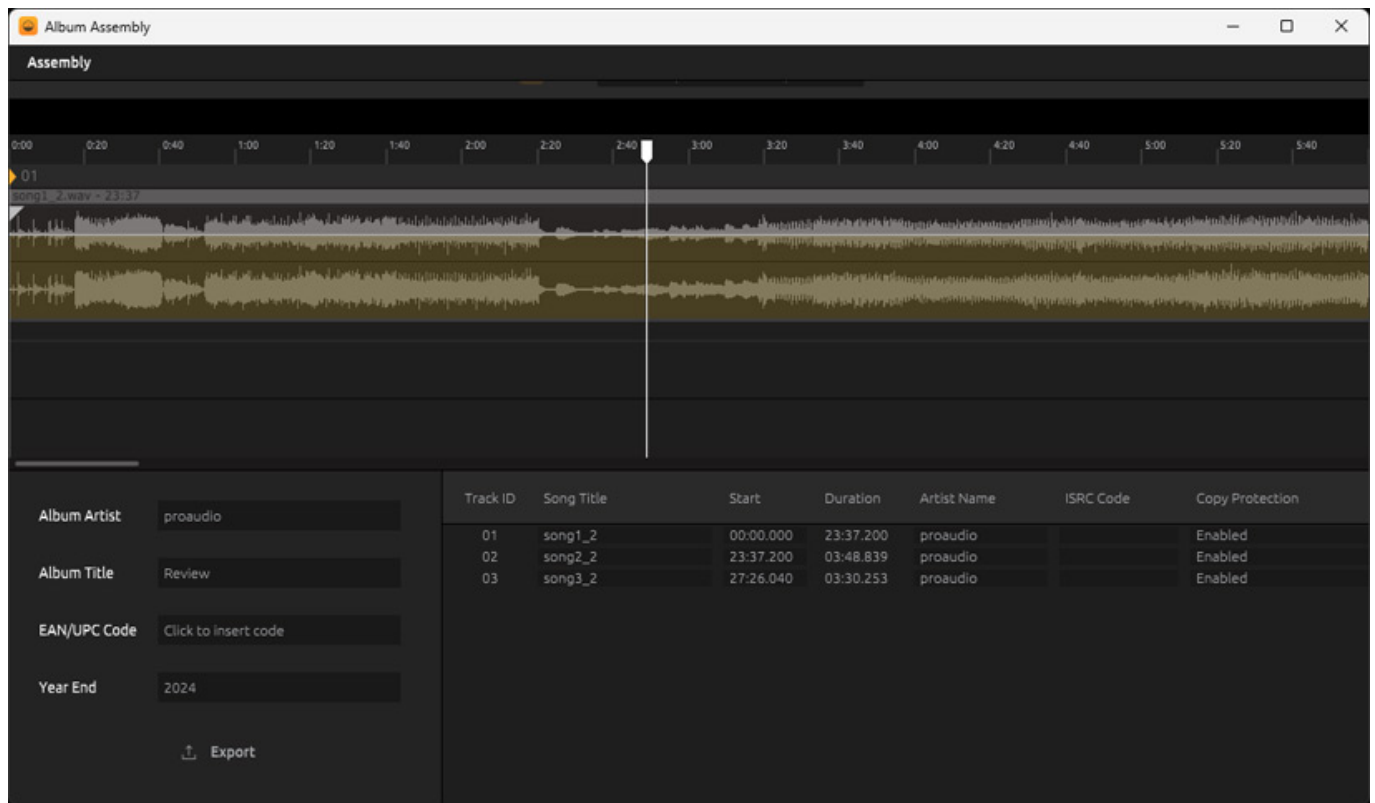 Album Assembly
Assembly
0:00 0:20 0:40 1:00 1:20 1:40 2:00 2:20 2:40 3:00 3:20 3:40 4:00 4:20 4:40 5:00 5:20 5:40
01
song1_2.wav - 23:37
Track ID Song Title Start Duration Artist Name ISRC Code Copy Protection
01 song1_2 00:00.000 23:37.200 proaudio Enabled
02 song2_2 23:37.200 03:48.839 proaudio Enabled
03 song3_2 27:26.040 03:30.253 proaudio Enabled
Album Artist proaudio
Album Title Review
EAN/UPC Code Click to insert code
Year End 2024
Export